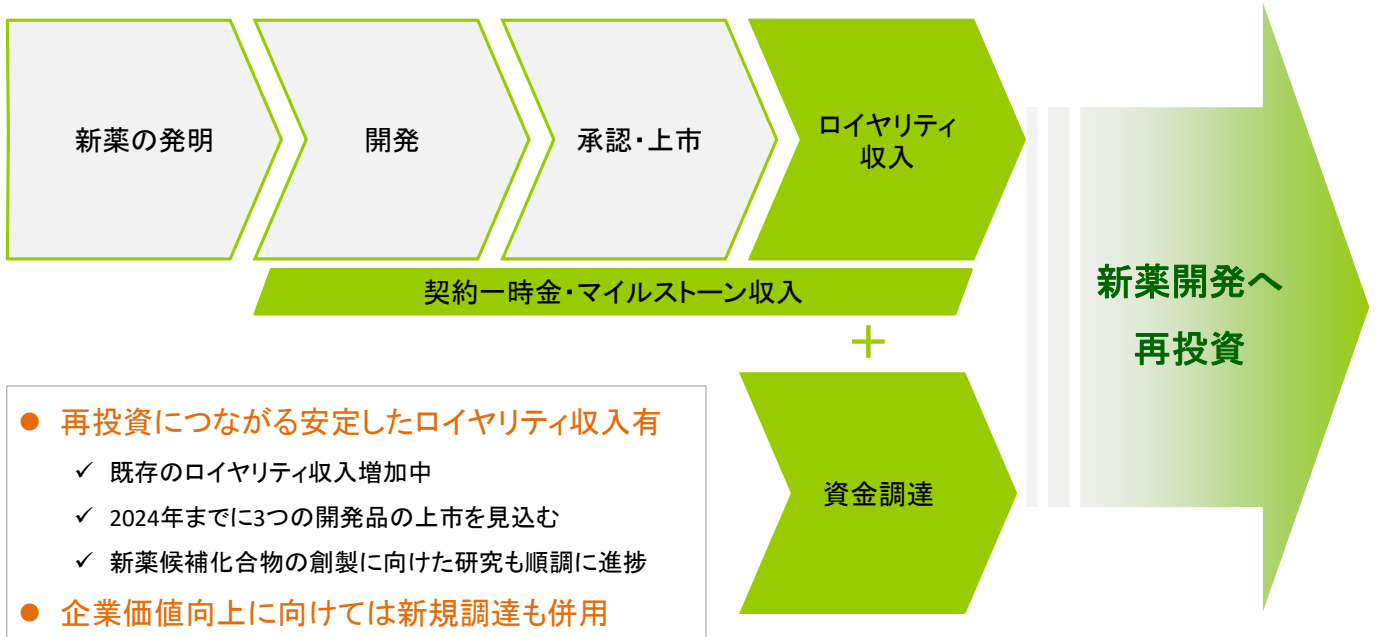 新薬の発明
開発
承認・上市
ロイヤリティ
収入
契約一時金・マイルストーン収入
+
資金調達
新薬開発へ
再投資
● 再投資につながる安定したロイヤリティ収入有
✓ 既存のロイヤリティ収入増加中
✓ 2024年までに3つの開発品の上市を見込む
✓ 新薬候補化合物の創製に向けた研究も順調に進捗
● 企業価値向上に向けては新規調達も併用